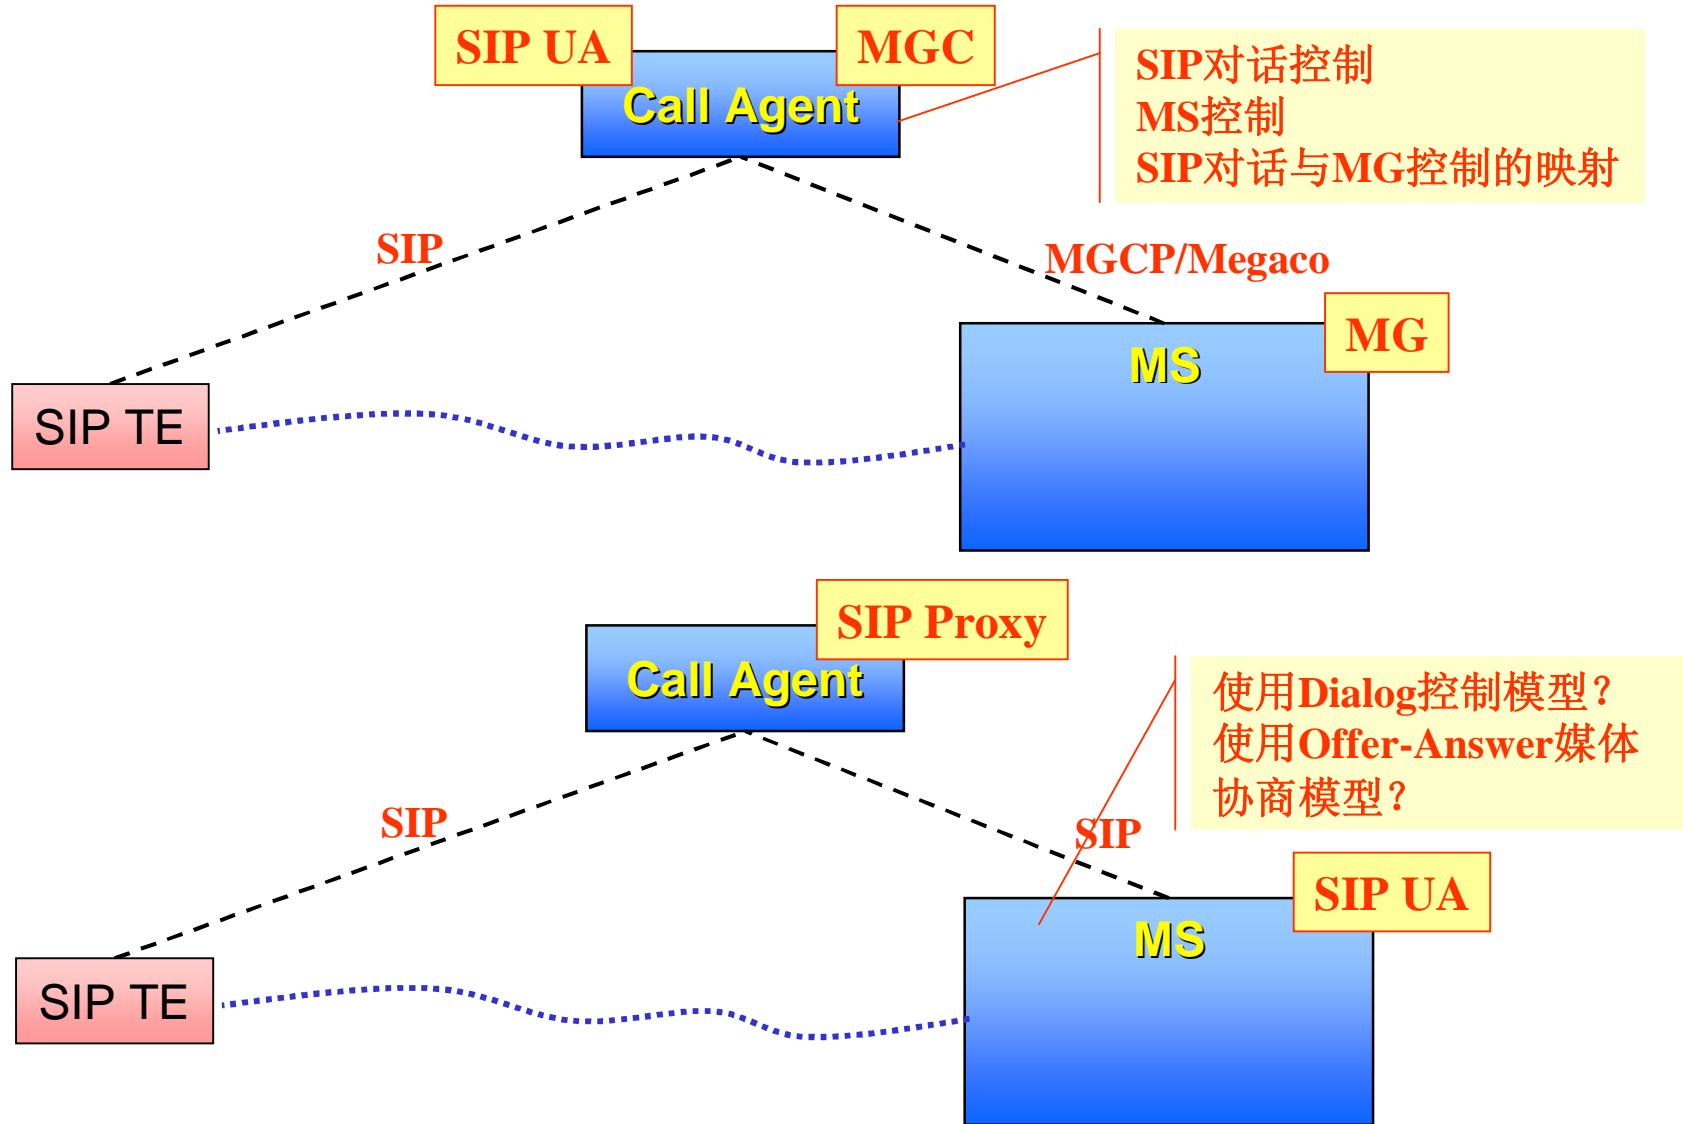 SIP UA
MGC
Call Agent
SIP对话控制
MS控制
SIP对话与MG控制的映射
SIP
MGCP/Megaco
MG
MS
SIP TE
SIP Proxy
Call Agent
使用Dialog控制模型？
使用Offer-Answer媒体
协商模型？
SIP
SIP
SIP UA
MS
SIP TE